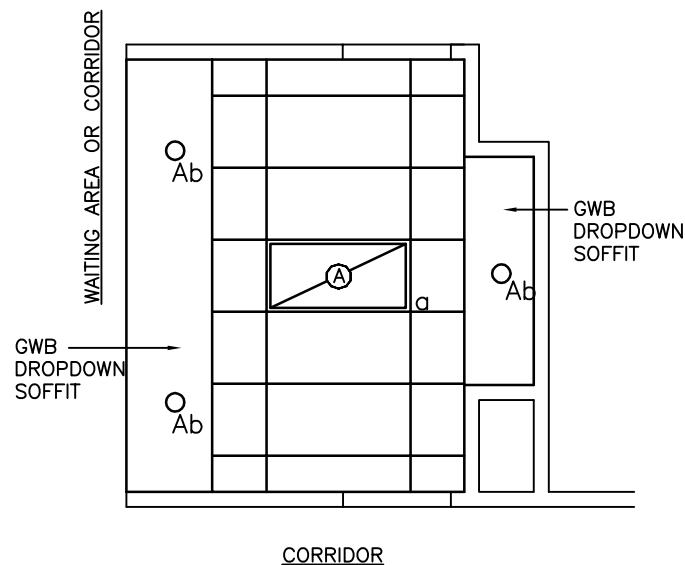 WAITING AREA OR CORRIDOR
Ab
GWB
DROPDOWN
SOFFIT
A
Ab
a
GWB
DROPDOWN
SOFFIT
Ab
CORRIDOR